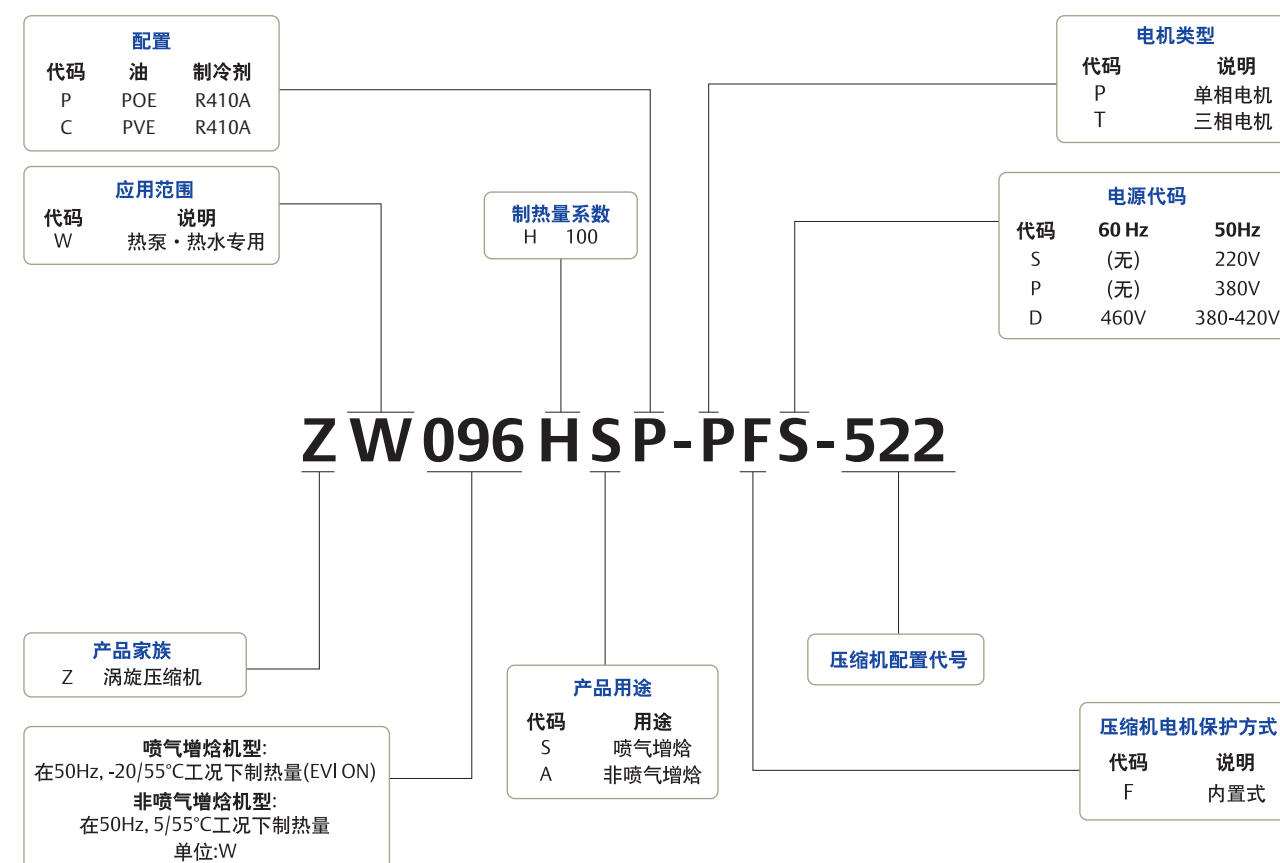 配置
代码 油 制冷剂
P POE R410A
C PVE R410A
应用范围
代码 说明
W 热泵·热水专用
制热量系数
H 100
电机类型
代码 说明
P 单相电机
T 三相电机
电源代码
代码 60 Hz 50Hz
S (无) 220V
P (无) 380V
D 460V 380-420V
ZW096HSP-PFS-522
产品家族
Z 涡旋压缩机
喷气增焓机型:
在50Hz, -20/55°C工况下制热量(EVI ON)
非喷气增焓机型:
在50Hz, 5/55°C工况下制热量
单位:W
产品用途
代码 用途
S 喷气增焓
A 非喷气增焓
压缩机配置代号
压缩机电机保护方式
代码 说明
F 内置式